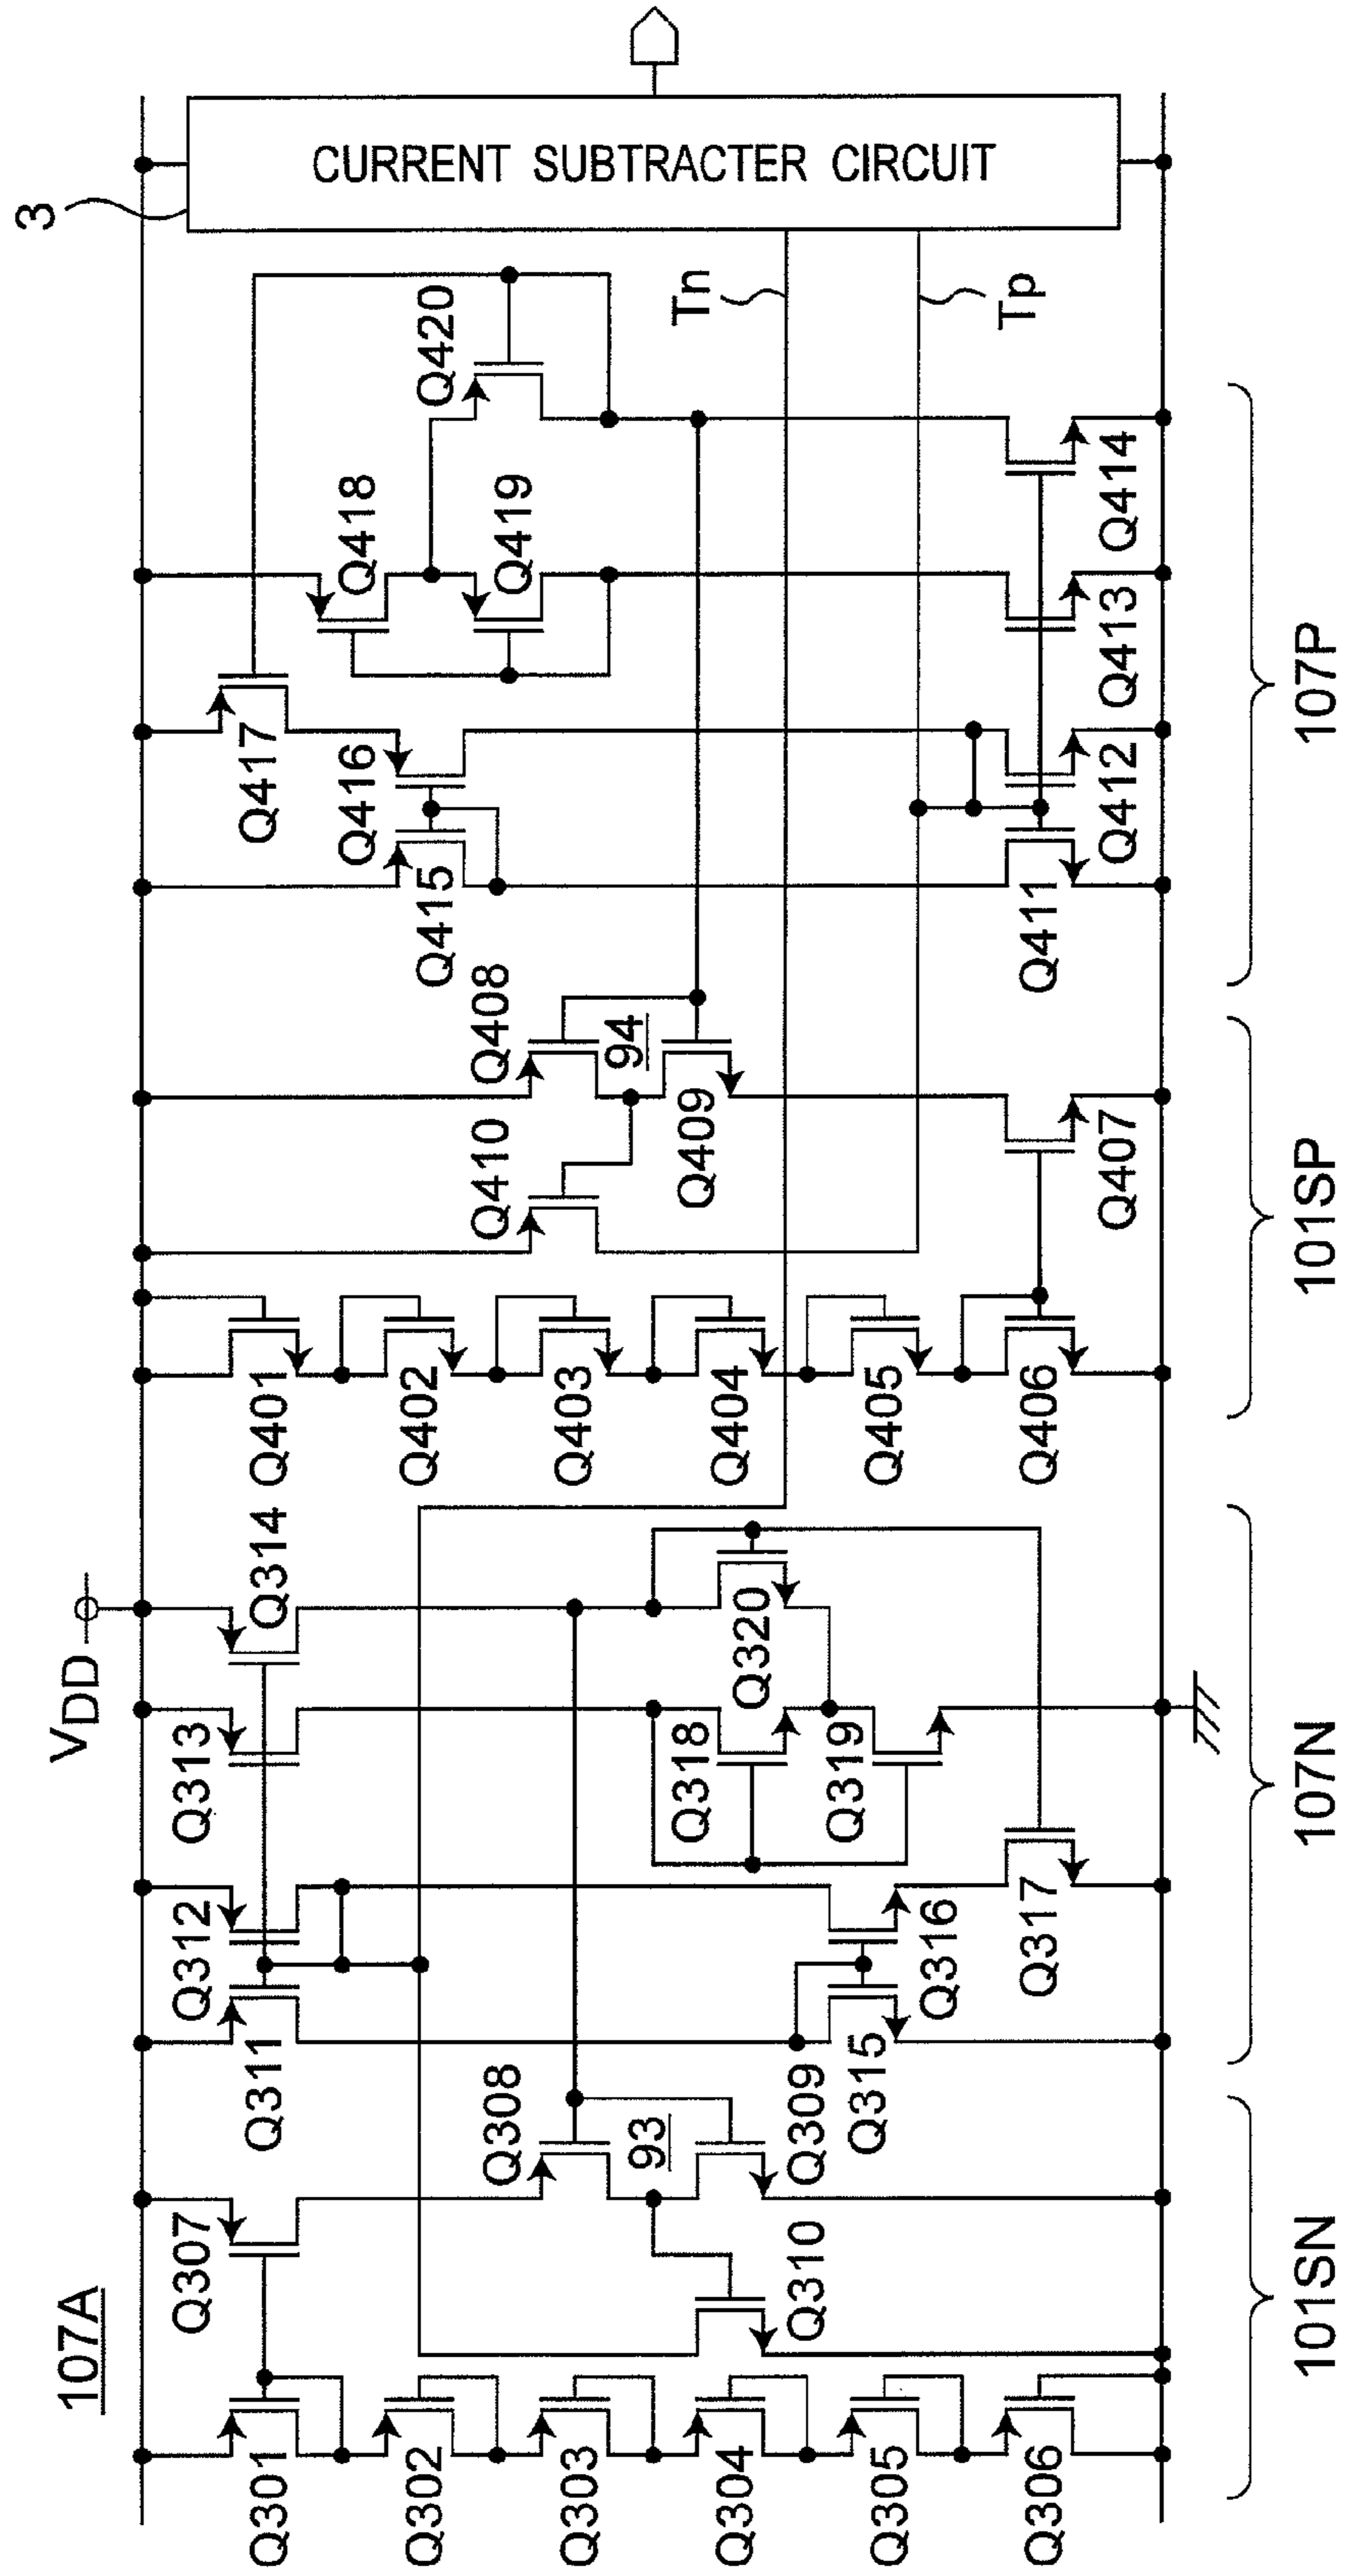 107A
VDD
3
CURRENT SUBTRACTER CIRCUIT
Tn
Tp
Q301
Q302
Q303
Q304
Q305
Q306
Q307
Q308
93
Q309
Q310
Q311
Q312
Q313
Q314
Q315
Q316
Q317
Q318
Q319
Q320
Q401
Q402
Q403
Q404
Q405
Q406
Q407
Q408
94
Q409
Q410
Q411
Q412
Q413
Q414
Q415
Q416
Q417
Q418
Q419
Q420
101SN
107N
101SP
107P